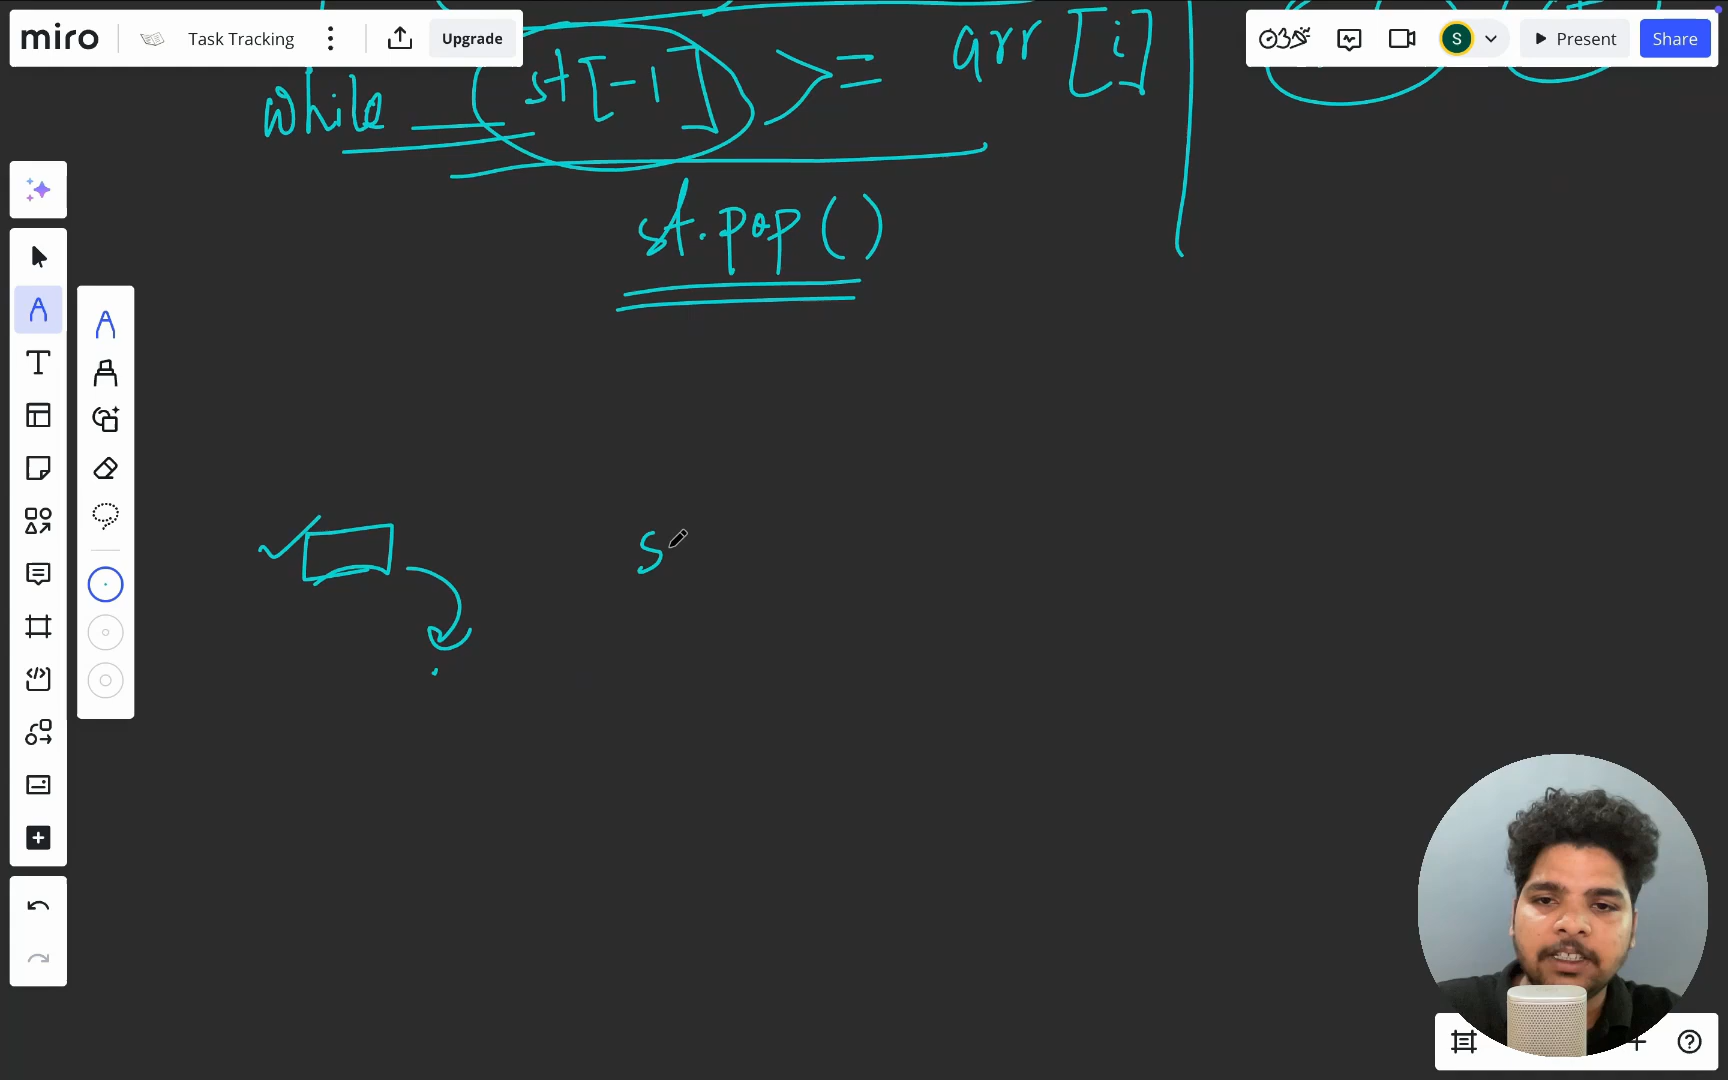 miro Task Tracking Upgrade
Present Share
S
while st[-1] >= arr[i]
st.pop()
S